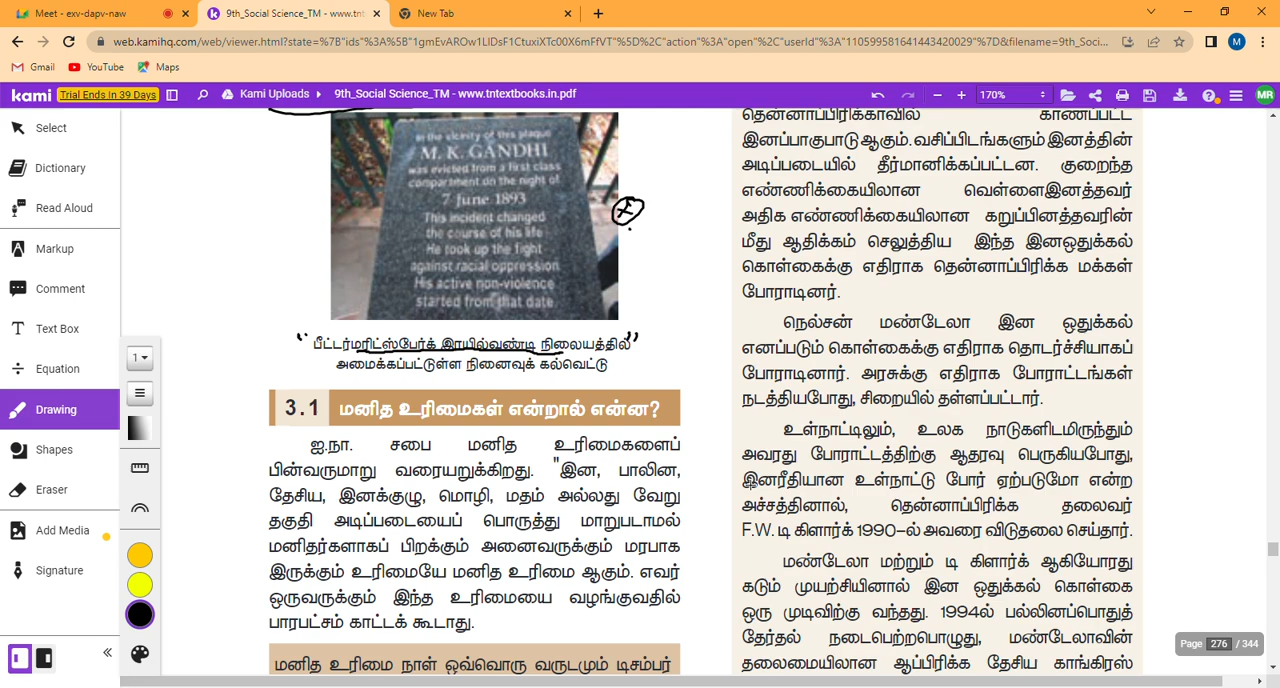 Meet - exv-dapv-naw
9th_Social Science_TM - www.tnt
New Tab
web.kamihq.com/web/viewer.html?state=%7B"ids"%3A%5B"1gmEvAROw1LIDsF1CtuxiXTc00X6mFfVT"%5D%2C"action"%3A"open"%2C"userId"%3A"110599581641443420029"%7D&filename=9th_Soci...
M
Gmail
YouTube
Maps
kami
Trial Ends In 39 Days
Kami Uploads
9th_Social Science_TM - www.tntextbooks.in.pdf
170%
MR
Select
Dictionary
Read Aloud
Markup
Comment
Text Box
Equation
Drawing
Shapes
Eraser
Add Media
Signature
1
In the vicinity of this plaque
M. K. GANDHI
was evicted from a first class
compartment on the night of
7 June 1893
This incident changed
the course of his life
He took up the fight
against racial oppression
His active non-violence
started from that date
" பீட்டர்மரிட்ஸ்பேர்க் இரயில்வண்டி நிலையத்தில் "
அமைக்கப்பட்டுள்ள நினைவுக் கல்வெட்டு
3.1 மனித உரிமைகள் என்றால் என்ன?
ஐ.நா. சபை மனித உரிமைகளைப்
பின்வருமாறு வரையறுக்கிறது. "இன, பாலின,
தேசிய, இனக்குழு, மொழி, மதம் அல்லது வேறு
தகுதி அடிப்படையைப் பொருத்து மாறுபடாமல்
மனிதர்களாகப் பிறக்கும் அனைவருக்கும் மரபாக
இருக்கும் உரிமையே மனித உரிமை ஆகும். எவர்
ஒருவருக்கும் இந்த உரிமையை வழங்குவதில்
பாரபட்சம் காட்டக் கூடாது.
மனித உரிமை நாள் ஒவ்வொரு வருடமும் டிசம்பர்
தென்னாப்பிரிக்காவில் காணப்பட்ட
இனப்பாகுபாடு ஆகும். வசிப்பிடங்களும் இனத்தின்
அடிப்படையில் தீர்மானிக்கப்பட்டன. குறைந்த
எண்ணிக்கையிலான வெள்ளைஇனத்தவர்
அதிக எண்ணிக்கையிலான கறுப்பினத்தவரின்
மீது ஆதிக்கம் செலுத்திய இந்த இனஒதுக்கல்
கொள்கைக்கு எதிராக தென்னாப்பிரிக்க மக்கள்
போராடினர்.
நெல்சன் மண்டேலா இன ஒதுக்கல்
எனப்படும் கொள்கைக்கு எதிராக தொடர்ச்சியாகப்
போராடினார். அரசுக்கு எதிராக போராட்டங்கள்
நடத்தியபோது, சிறையில் தள்ளப்பட்டார்.
உள்நாட்டிலும், உலக நாடுகளிடமிருந்தும்
அவரது போராட்டத்திற்கு ஆதரவு பெருகியபோது,
இனரீதியான உள்நாட்டு போர் ஏற்படுமோ என்ற
அச்சத்தினால், தென்னாப்பிரிக்க தலைவர்
F.W. டி கிளார்க் 1990–ல் அவரை விடுதலை செய்தார்.
மண்டேலா மற்றும் டி கிளார்க் ஆகியோரது
கடும் முயற்சியினால் இன ஒதுக்கல் கொள்கை
ஒரு முடிவிற்கு வந்தது. 1994ல் பல்லினப்பொதுத்
தேர்தல் நடைபெற்றபொழுது, மண்டேலாவின்
தலைமையிலான ஆப்பிரிக்க தேசிய காங்கிரஸ்
Page 276 / 344